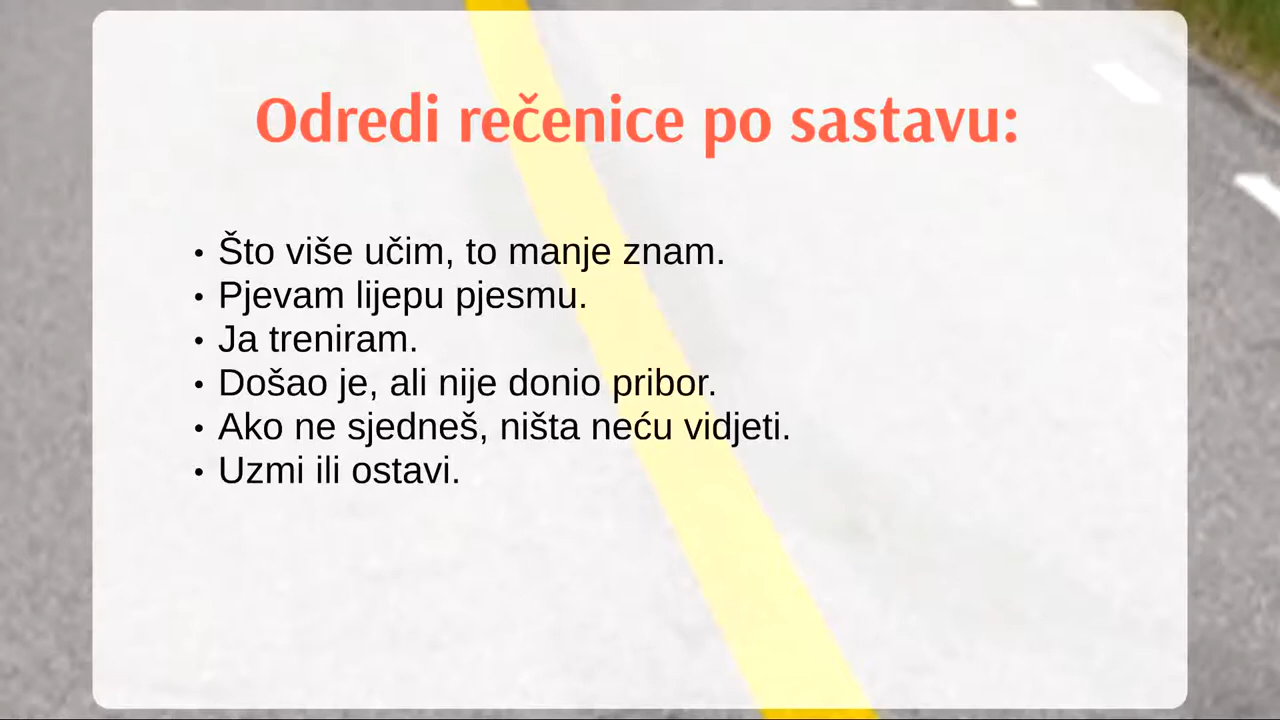 Odredi rečenice po sastavu:
• Što više učim, to manje znam.
• Pjevam lijepu pjesmu.
• Ja treniram.
• Došao je, ali nije donio pribor.
• Ako ne sjedneš, ništa neću vidjeti.
• Uzmi ili ostavi.